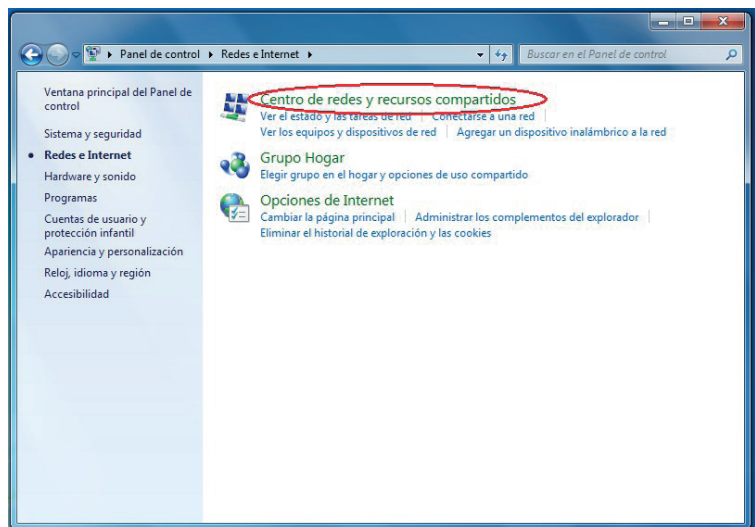 Panel de control ▸ Redes e Internet ▸
Buscar en el Panel de control
Ventana principal del Panel de
control
Sistema y seguridad
Redes e Internet
Hardware y sonido
Programas
Cuentas de usuario y
protección infantil
Apariencia y personalización
Reloj, idioma y región
Accesibilidad
Centro de redes y recursos compartidos
Ver el estado y las tareas de red | Conectarse a una red
Ver los equipos y dispositivos de red | Agregar un dispositivo inalámbrico a la red
Grupo Hogar
Elegir grupo en el hogar y opciones de uso compartido
Opciones de Internet
Cambiar la página principal | Administrar los complementos del explorador
Eliminar el historial de exploración y las cookies